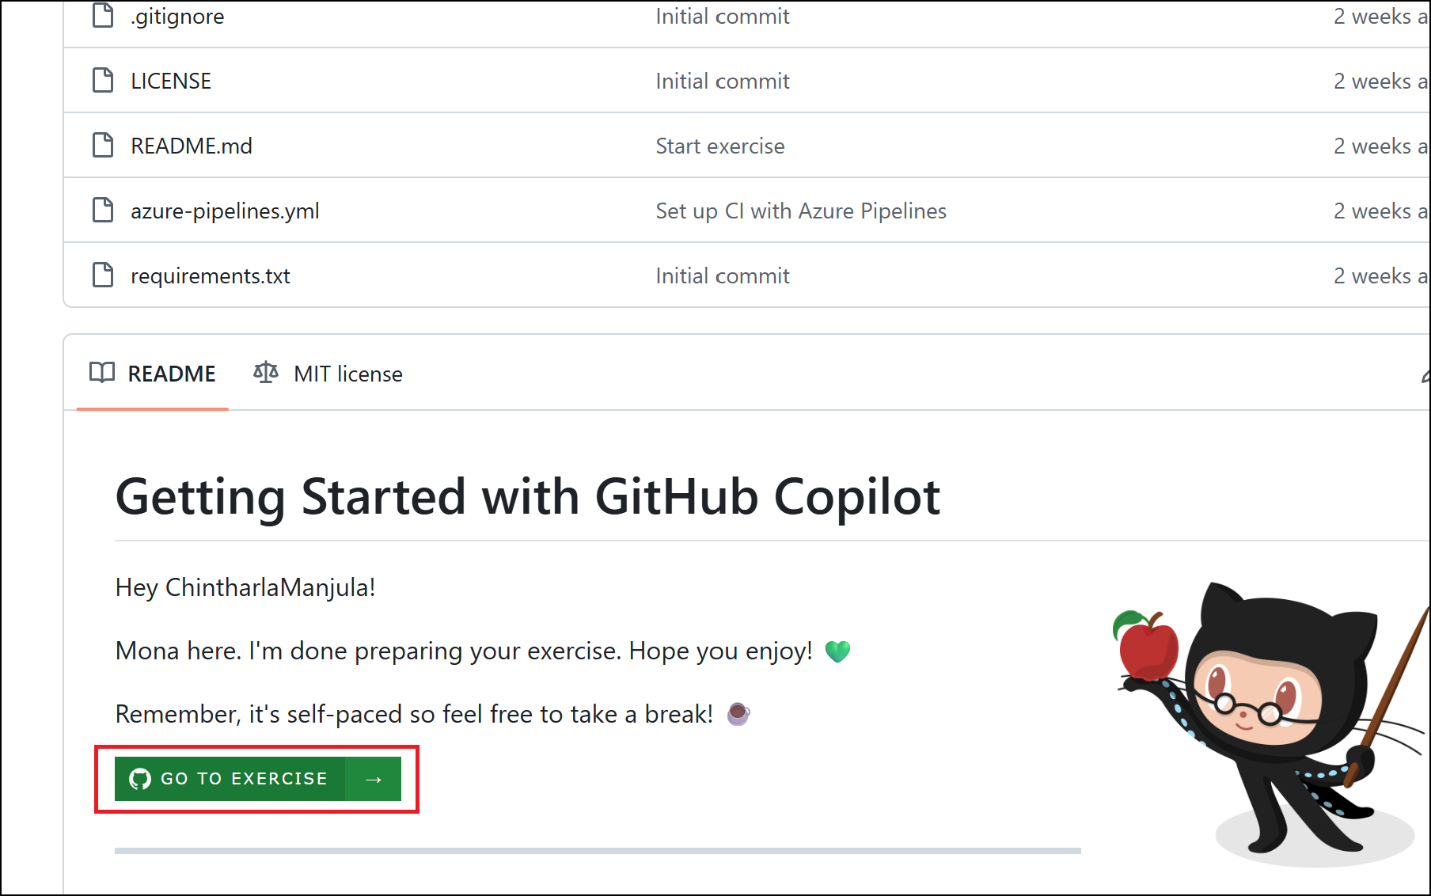 .gitignore Initial commit 2 weeks a
LICENSE Initial commit 2 weeks a
README.md Start exercise 2 weeks a
azure-pipelines.yml Set up CI with Azure Pipelines 2 weeks a
requirements.txt Initial commit 2 weeks a
README MIT license
Getting Started with GitHub Copilot
Hey ChintharlaManjula!
Mona here. I'm done preparing your exercise. Hope you enjoy! 💚
Remember, it's self-paced so feel free to take a break! ☕
GO TO EXERCISE →